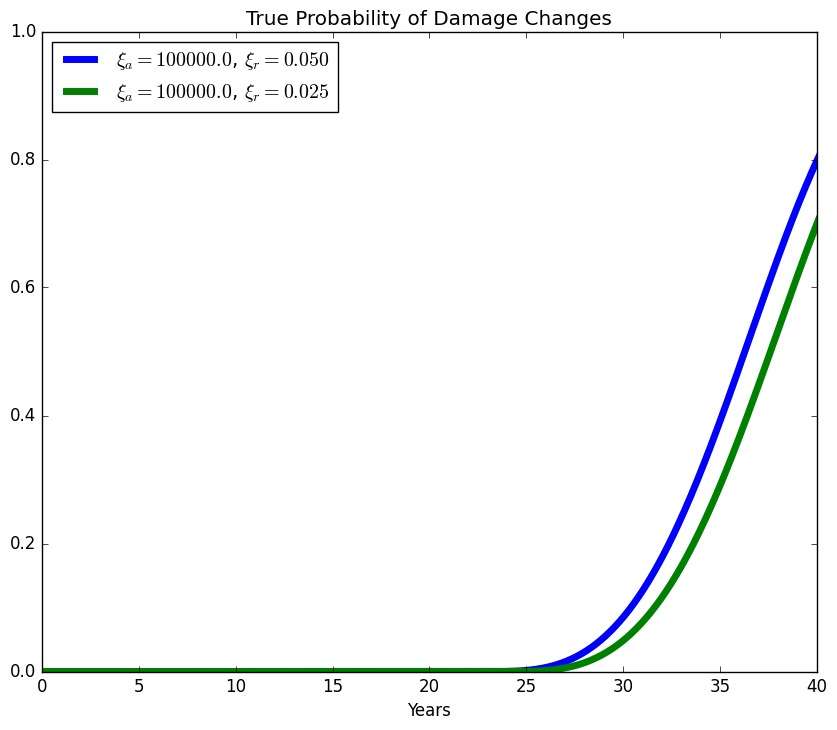 True Probability of Damage Changes
1.0
ξₐ = 100000.0, ξᵣ = 0.050
ξₐ = 100000.0, ξᵣ = 0.025
0.8
0.6
0.4
0.2
0.0
0 5 10 15 20 25 30 35 40
Years